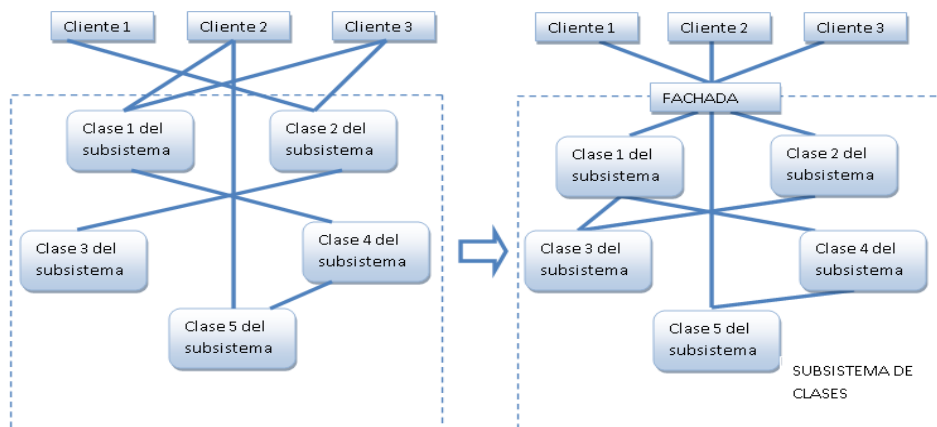 Cliente 1
Cliente 2
Cliente 3
Clase 1 del
subsistema
Clase 2 del
subsistema
Clase 3 del
subsistema
Clase 4 del
subsistema
Clase 5 del
subsistema
Cliente 1
Cliente 2
Cliente 3
FACHADA
Clase 1 del
subsistema
Clase 2 del
subsistema
Clase 3 del
subsistema
Clase 4 del
subsistema
Clase 5 del
subsistema
SUBSISTEMA DE
CLASES